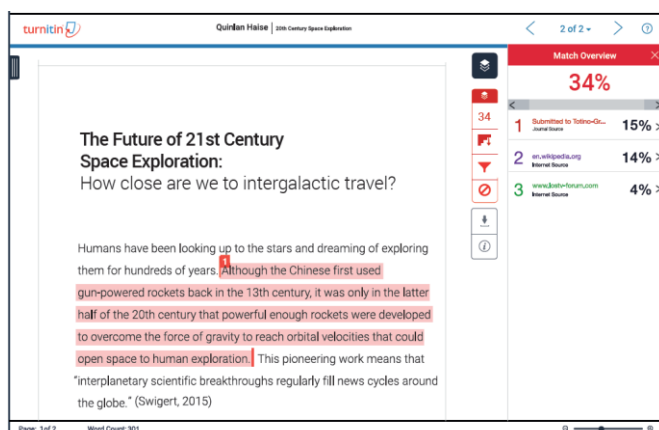 turnitin
Quinlan Haise | 20th Century Space Exploration
2 of 2
Match Overview
34%
34
1 Submitted to Totino-Gr... 15%
Journal Source
2 en.wikipedia.org 14%
Internet Source
3 4%
Internet Source
The Future of 21st Century
Space Exploration:
How close are we to intergalactic travel?
Humans have been looking up to the stars and dreaming of exploring
them for hundreds of years. 1 Although the Chinese first used
gun-powered rockets back in the 13th century, it was only in the latter
half of the 20th century that powerful enough rockets were developed
to overcome the force of gravity to reach orbital velocities that could
open space to human exploration. This pioneering work means that
“interplanetary scientific breakthroughs regularly fill news cycles around
the globe.” (Swigert, 2015)
Page: 1 of 2 Word Count: 301